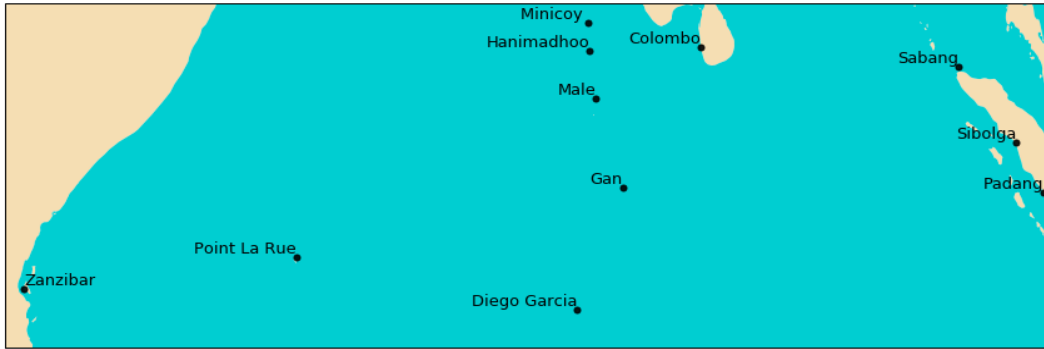 Minicoy
Hanimadhoo
Colombo
Sabang
Male
Sibolga
Gan
Padang
Point La Rue
Zanzibar
Diego Garcia